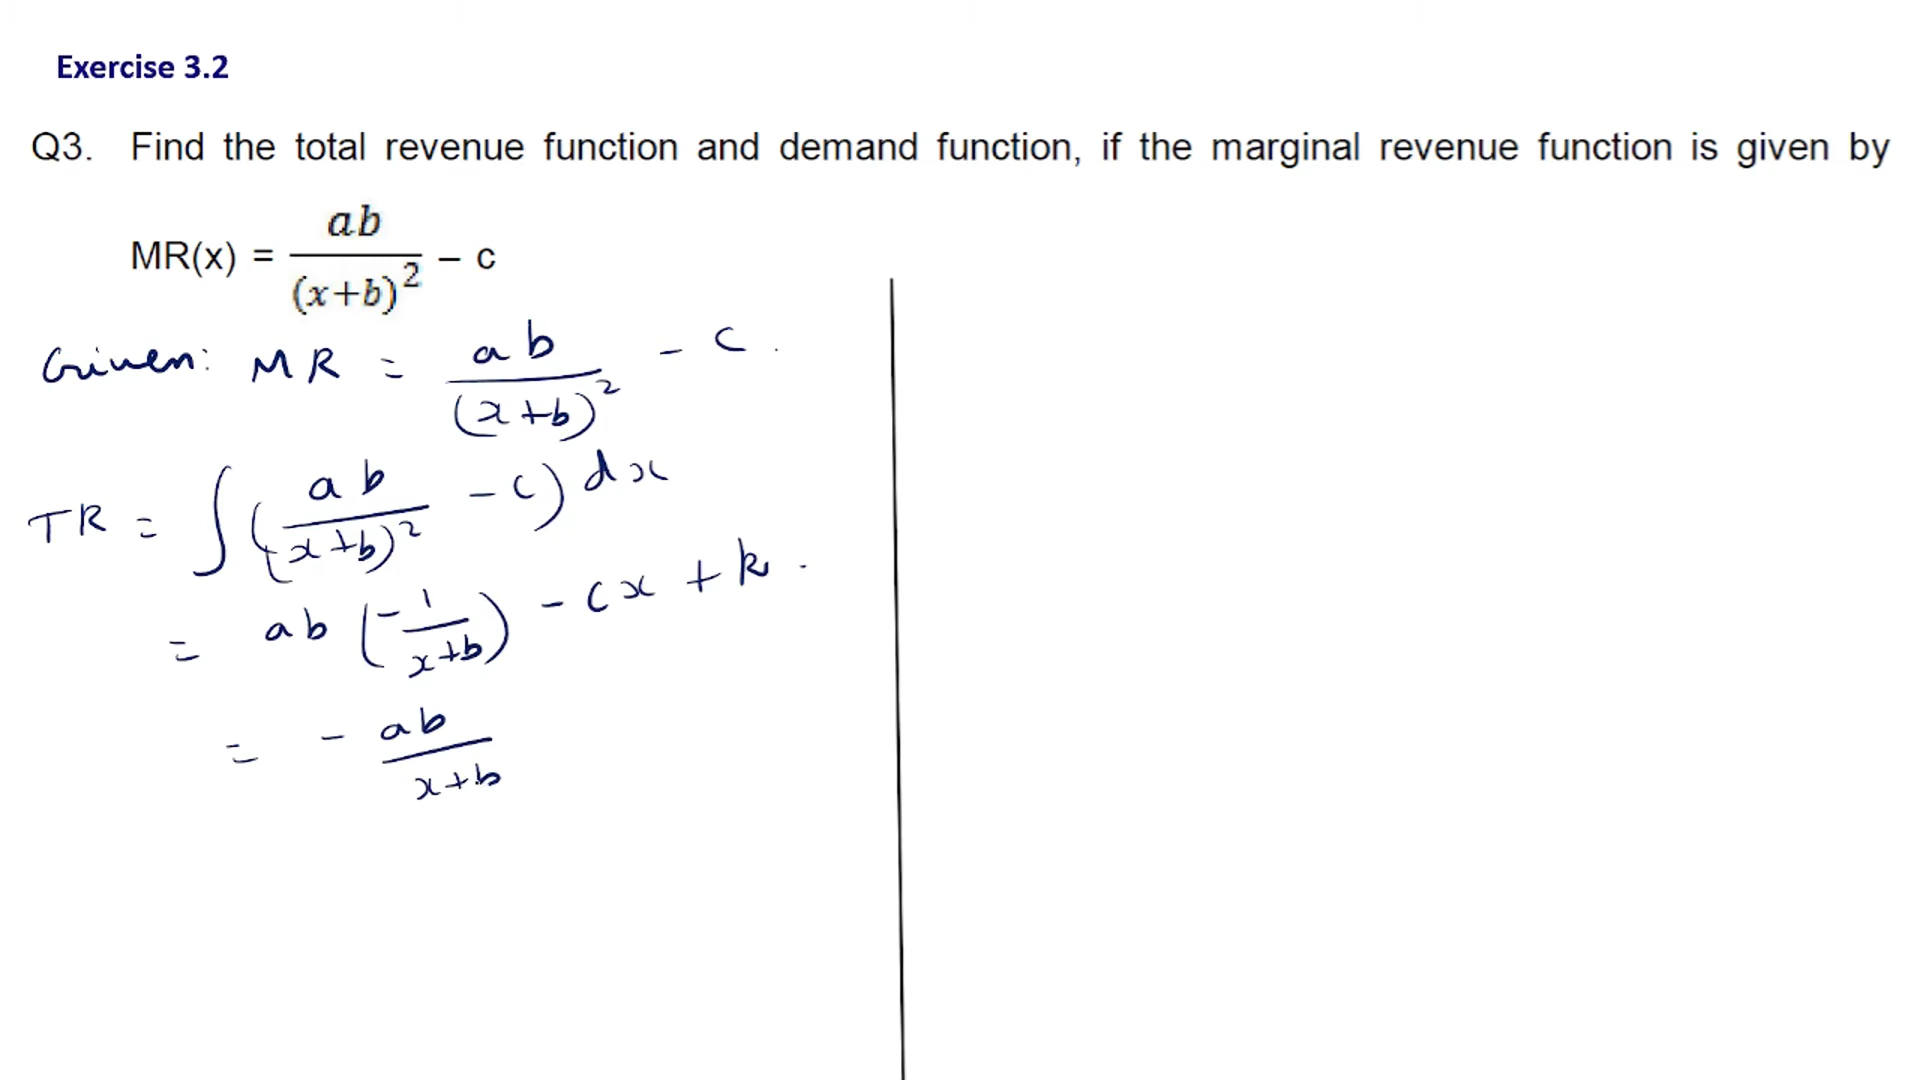 Exercise 3.2
Q3. Find the total revenue function and demand function, if the marginal revenue function is given by
MR(x) = ab/(x+b)² – c
Given: MR = ab/(x+b)² - c.
TR = ∫(ab/(x+b)² - c) dx
= ab (-1/x+b) - cx + k.
= - ab/x+b